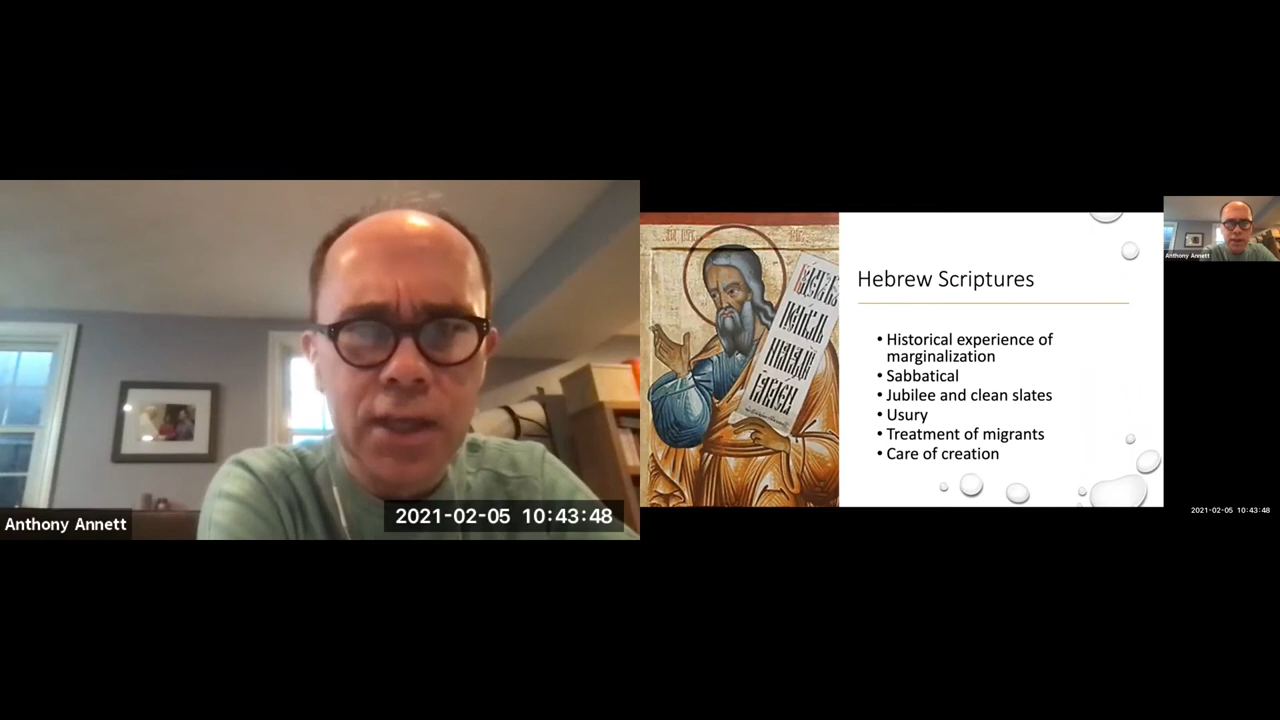 Anthony Annett
2021-02-05 10:43:48
Hebrew Scriptures
• Historical experience of
marginalization
• Sabbatical
• Jubilee and clean slates
• Usury
• Treatment of migrants
• Care of creation
Anthony Annett
2021-02-05 10:43:48